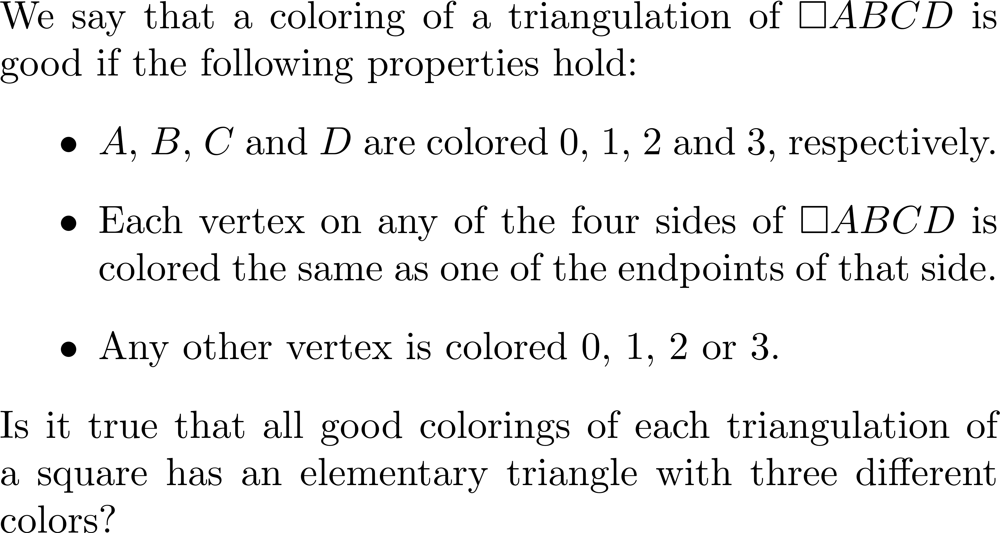 We say that a coloring of a triangulation of □ABCD is
good if the following properties hold:
• A, B, C and D are colored 0, 1, 2 and 3, respectively.
• Each vertex on any of the four sides of □ABCD is
colored the same as one of the endpoints of that side.
• Any other vertex is colored 0, 1, 2 or 3.
Is it true that all good colorings of each triangulation of
a square has an elementary triangle with three different
colors?